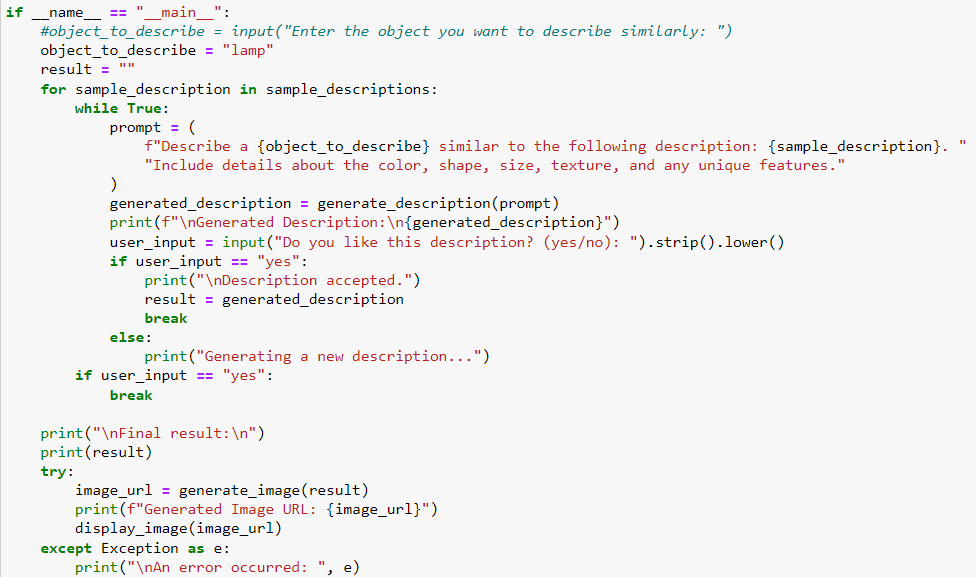 if __name__ == "__main__":
    #object_to_describe = input("Enter the object you want to describe similarly: ")
    object_to_describe = "lamp"
    result = ""
    for sample_description in sample_descriptions:
        while True:
            prompt = (
                f"Describe a {object_to_describe} similar to the following description: {sample_description}. "
                "Include details about the color, shape, size, texture, and any unique features."
            )
            generated_description = generate_description(prompt)
            print(f"\nGenerated Description:\n{generated_description}")
            user_input = input("Do you like this description? (yes/no): ").strip().lower()
            if user_input == "yes":
                print("\nDescription accepted.")
                result = generated_description
                break
            else:
                print("Generating a new description...")
        if user_input == "yes":
            break

    print("\nFinal result:\n")
    print(result)
    try:
        image_url = generate_image(result)
        print(f"Generated Image URL: {image_url}")
        display_image(image_url)
    except Exception as e:
        print("\nAn error occurred: ", e)